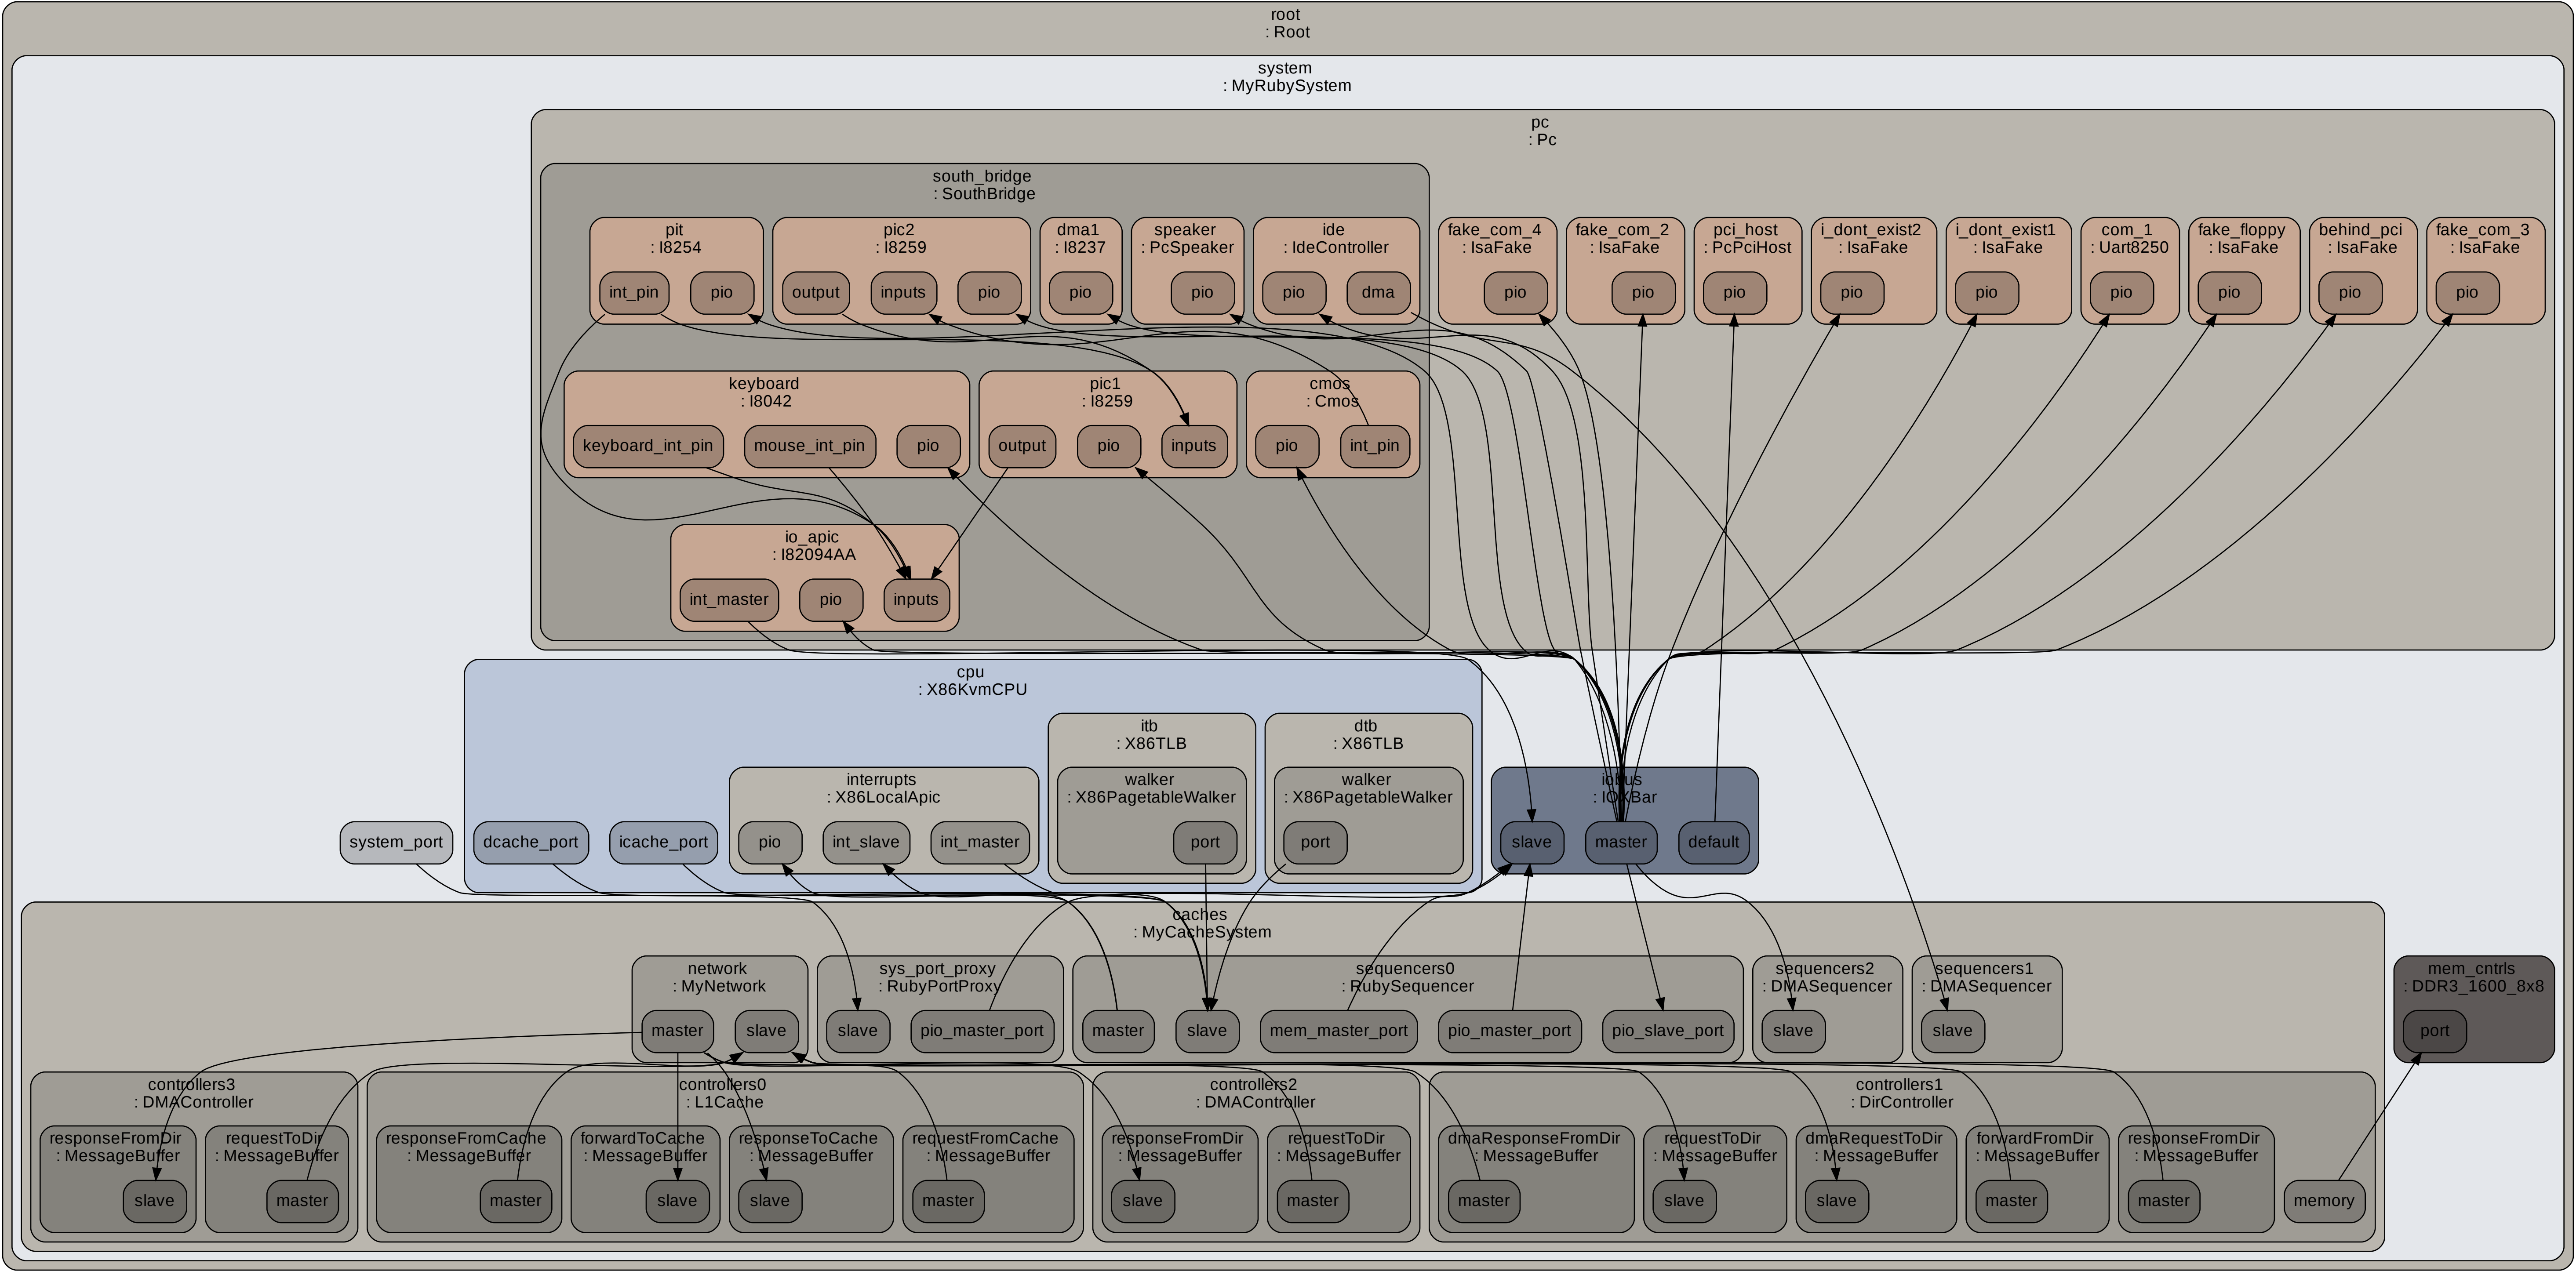 root
: Root
system
: MyRubySystem
pc
: Pc
south_bridge
: SouthBridge
pit
: I8254
int_pin
pio
pic2
: I8259
output
inputs
pio
dma1
: I8237
pio
speaker
: PcSpeaker
pio
ide
: IdeController
pio
dma
fake_com_4
: IsaFake
pio
fake_com_2
: IsaFake
pio
pci_host
: PcPciHost
pio
i_dont_exist2
: IsaFake
pio
i_dont_exist1
: IsaFake
pio
com_1
: Uart8250
pio
fake_floppy
: IsaFake
pio
behind_pci
: IsaFake
pio
fake_com_3
: IsaFake
pio
keyboard
: I8042
keyboard_int_pin
mouse_int_pin
pio
pic1
: I8259
output
pio
inputs
cmos
: Cmos
pio
int_pin
io_apic
: I82094AA
int_master
pio
inputs
cpu
: X86KvmCPU
itb
: X86TLB
walker
: X86PagetableWalker
port
dtb
: X86TLB
walker
: X86PagetableWalker
port
interrupts
: X86LocalApic
pio
int_slave
int_master
system_port
dcache_port
icache_port
iobus
: IOXBar
slave
master
default
caches
: MyCacheSystem
network
: MyNetwork
master
slave
sys_port_proxy
: RubyPortProxy
slave
pio_master_port
sequencers0
: RubySequencer
master
slave
mem_master_port
pio_master_port
pio_slave_port
sequencers2
: DMASequencer
slave
sequencers1
: DMASequencer
slave
mem_cntrls
: DDR3_1600_8x8
port
controllers3
: DMAController
responseFromDir
: MessageBuffer
slave
requestToDir
: MessageBuffer
master
controllers0
: L1Cache
responseFromCache
: MessageBuffer
master
forwardToCache
: MessageBuffer
slave
responseToCache
: MessageBuffer
slave
requestFromCache
: MessageBuffer
master
controllers2
: DMAController
responseFromDir
: MessageBuffer
slave
requestToDir
: MessageBuffer
master
controllers1
: DirController
dmaResponseFromDir
: MessageBuffer
master
requestToDir
: MessageBuffer
slave
dmaRequestToDir
: MessageBuffer
slave
forwardFromDir
: MessageBuffer
master
responseFromDir
: MessageBuffer
master
memory